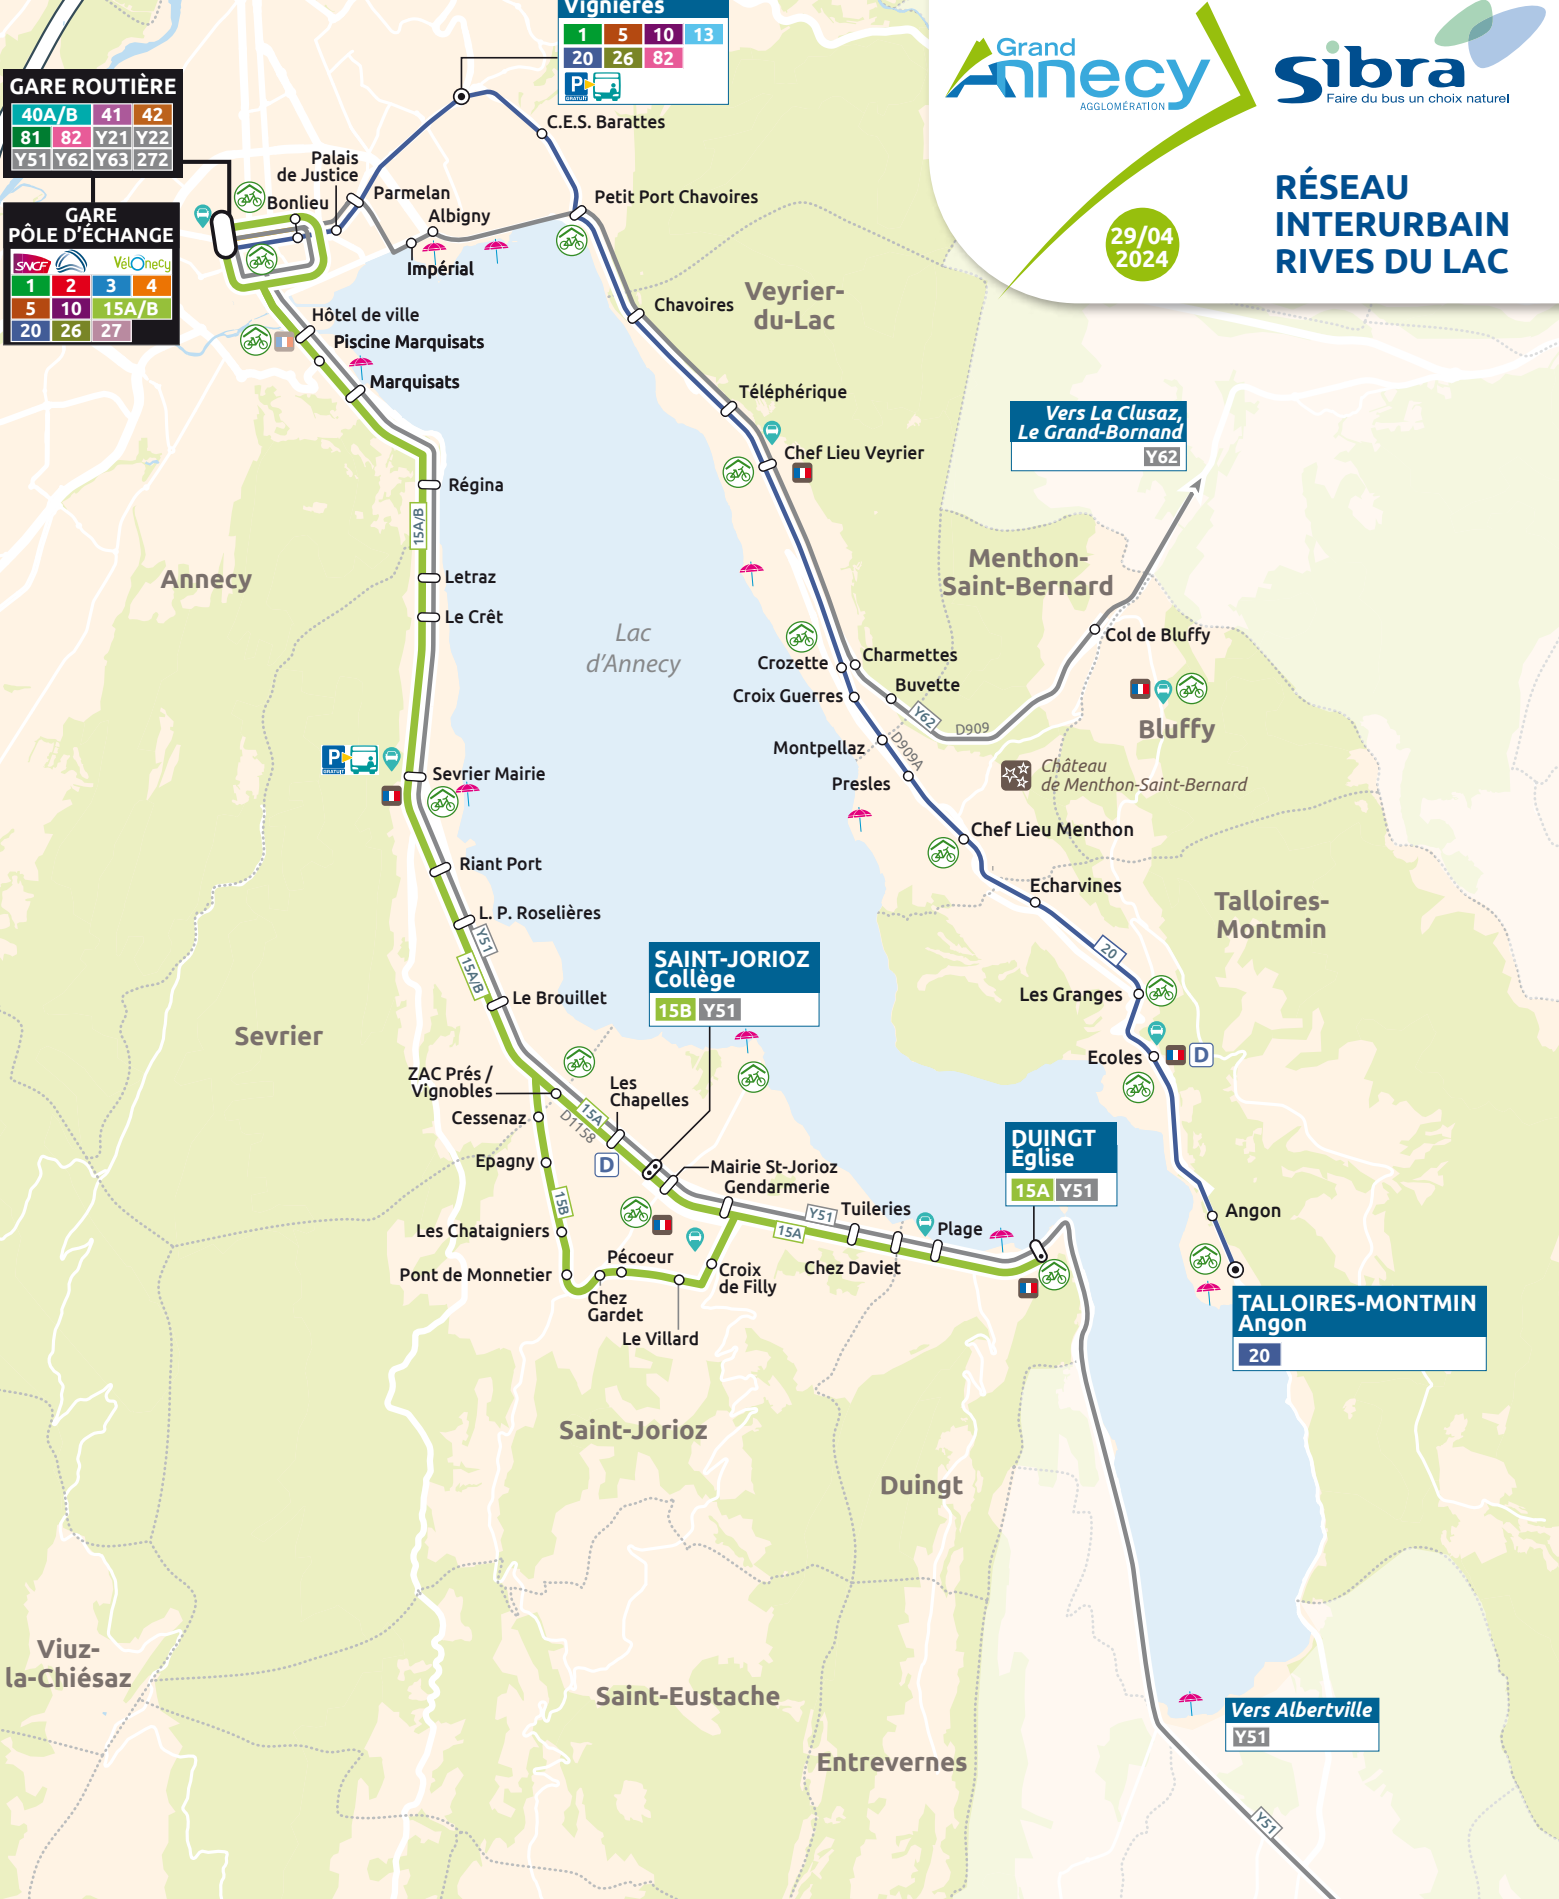 Vignières
1 5 10 13
20 26 82
P
GRATUIT
Grand
Annecy
AGGLOMÉRATION
Sibra
Faire du bus un choix naturel
29/04
2024
RÉSEAU
INTERURBAIN
RIVES DU LAC
GARE ROUTIÈRE
40A/B 41 42
81 82 Y21 Y22
Y51 Y62 Y63 272
GARE
PÔLE D'ÉCHANGE
SNCF VélOnecy
1 2 3 4
5 10 15A/B
20 26 27
C.E.S. Barattes
Palais
de Justice
Parmelan
Bonlieu
Albigny
Impérial
Petit Port Chavoires
Chavoires
Veyrier-
du-Lac
Hôtel de ville
Piscine Marquisats
Marquisats
Téléphérique
Chef Lieu Veyrier
Vers La Clusaz,
Le Grand-Bornand
Y62
Régina
15A/B
Letraz
Le Crêt
Annecy
Lac
d'Annecy
Menthon-
Saint-Bernard
Col de Bluffy
Crozette
Charmettes
Croix Guerres
Buvette
Y62
D909
D909A
Bluffy
Montpellaz
Presles
Château
de Menthon-Saint-Bernard
P
GRATUIT
Sevrier Mairie
Chef Lieu Menthon
Riant Port
Echarvines
L. P. Roselières
Y51
15A/B
Talloires-
Montmin
20
SAINT-JORIOZ
Collège
15B Y51
Le Brouillet
Les Granges
Sevrier
Ecoles
D
ZAC Prés /
Vignobles
Les
Chapelles
15A
D1158
Cessenaz
Epagny
D
15B
Mairie St-Jorioz
Gendarmerie
DUINGT
Église
15A Y51
Les Chataigniers
Y51
15A
Tuileries
Plage
Angon
Pont de Monnetier
Pécoeur
Chez
Gardet
Croix
de Filly
Chez Daviet
Le Villard
TALLOIRES-MONTMIN
Angon
20
Saint-Jorioz
Duingt
Viuz-
la-Chiésaz
Saint-Eustache
Entrevernes
Vers Albertville
Y51
Y51